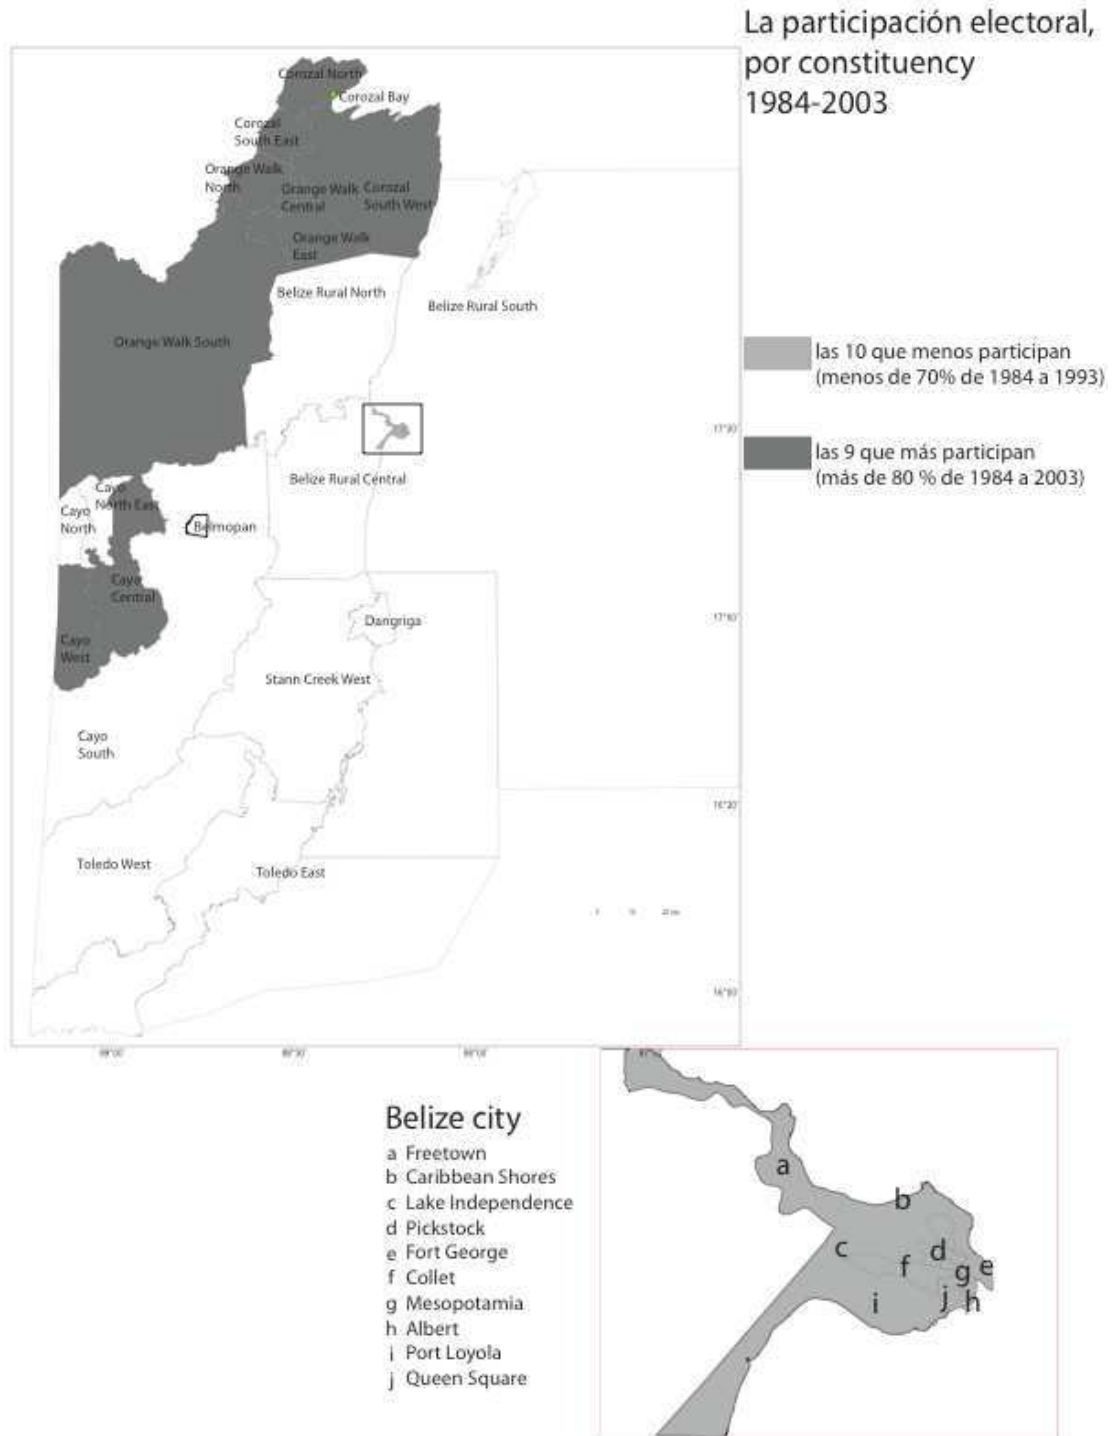 La participación electoral,
por constituency
1984-2003
Corozal North
Corozal Bay
Corozal
South East
Orange Walk
North
Orange Walk
Central
Corozal
South West
Orange Walk
East
Belize Rural North
Belize Rural South
Orange Walk South
las 10 que menos participan
(menos de 70% de 1984 a 1993)
las 9 que más participan
(más de 80 % de 1984 a 2003)
Belize Rural Central
Cayo
North East
Cayo
North
Belmopan
Cayo
Central
Cayo
West
Dangriga
Stann Creek West
Cayo
South
Toledo West
Toledo East
Belize city
a Freetown
b Caribbean Shores
c Lake Independence
d Pickstock
e Fort George
f Collet
g Mesopotamia
h Albert
i Port Loyola
j Queen Square
a
b
c
d
e
f
g
i
j
h